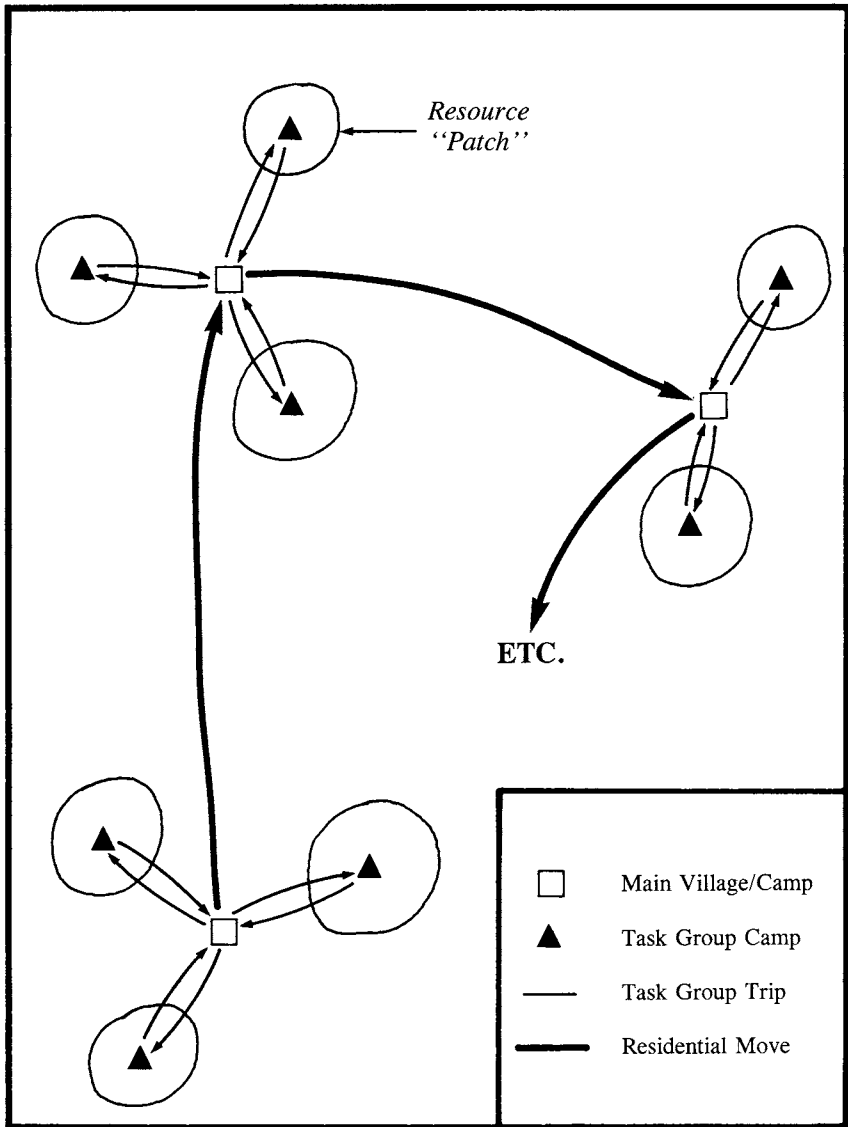 Resource
“Patch”
ETC.
Main Village/Camp
Task Group Camp
Task Group Trip
Residential Move